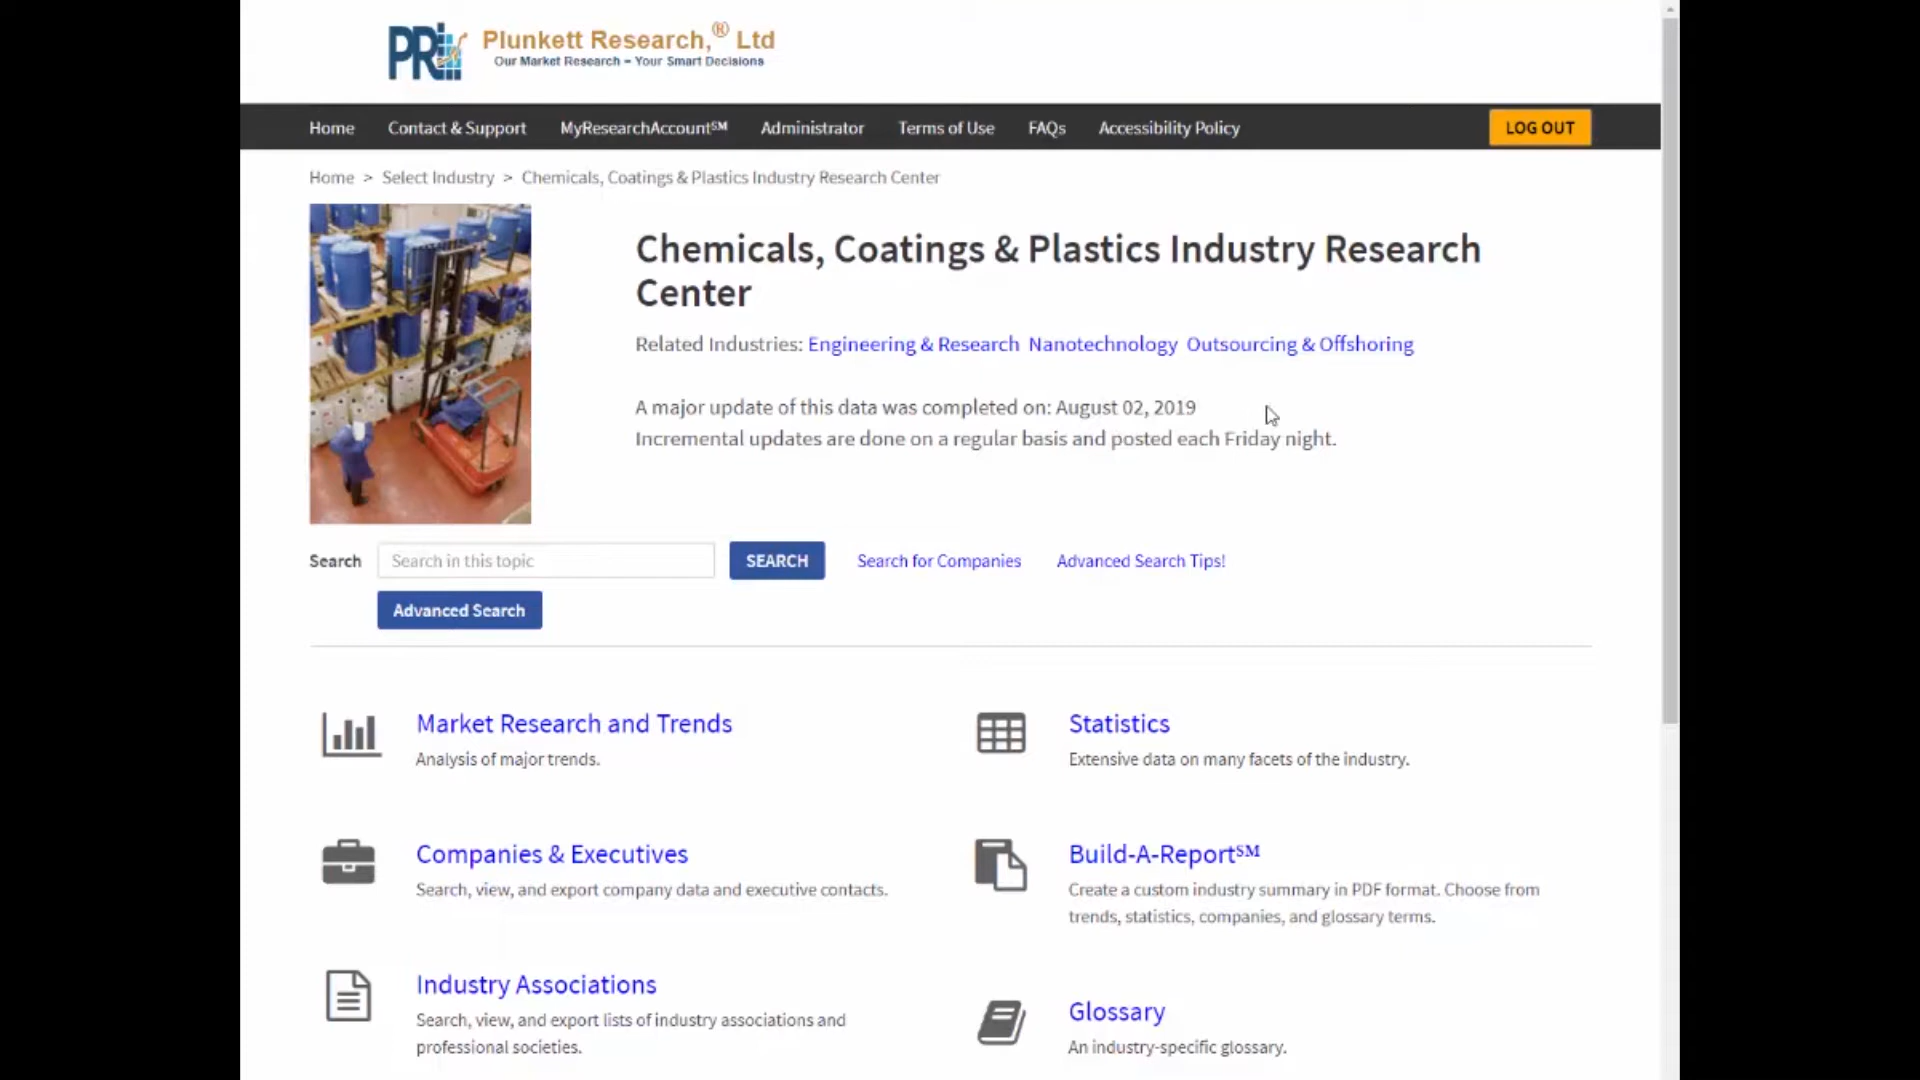 PRi Plunkett Research,® Ltd
Our Market Research – Your Smart Decisions
Home Contact & Support MyResearchAccount℠ Administrator Terms of Use FAQs Accessibility Policy LOG OUT
Home > Select Industry > Chemicals, Coatings & Plastics Industry Research Center
Chemicals, Coatings & Plastics Industry Research
Center
Related Industries: Engineering & Research Nanotechnology Outsourcing & Offshoring
A major update of this data was completed on: August 02, 2019
Incremental updates are done on a regular basis and posted each Friday night.
Search Search in this topic SEARCH Search for Companies Advanced Search Tips!
Advanced Search
Market Research and Trends
Analysis of major trends.
Statistics
Extensive data on many facets of the industry.
Companies & Executives
Search, view, and export company data and executive contacts.
Build-A-Report℠
Create a custom industry summary in PDF format. Choose from
trends, statistics, companies, and glossary terms.
Industry Associations
Search, view, and export lists of industry associations and
professional societies.
Glossary
An industry-specific glossary.